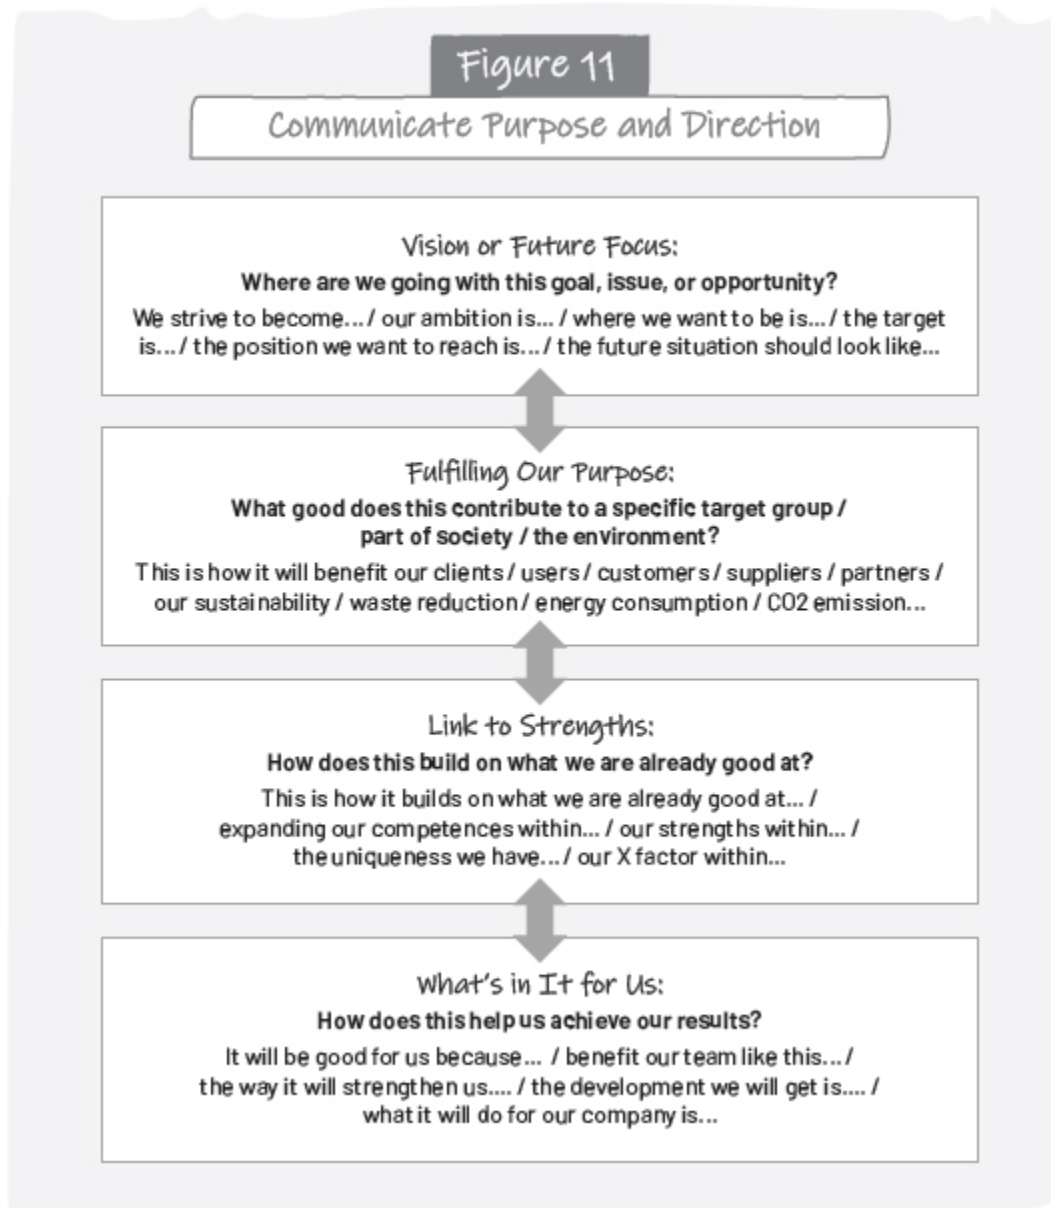 Figure 11
Communicate Purpose and Direction
Vision or Future Focus:
Where are we going with this goal, issue, or opportunity?
We strive to become.../ our ambition is... / where we want to be is.../ the target
is.../ the position we want to reach is.../ the future situation should look like...
Fulfilling Our Purpose:
What good does this contribute to a specific target group /
part of society / the environment?
This is how it will benefit our clients / users / customers / suppliers / partners /
our sustainability / waste reduction / energy consumption / CO2 emission...
Link to Strengths:
How does this build on what we are already good at?
This is how it builds on what we are already good at... /
expanding our competences within... / our strengths within... /
the uniqueness we have.../ our X factor within...
What's in It for Us:
How does this help us achieve our results?
It will be good for us because... / benefit our team like this.../
the way it will strengthen us.... / the development we will get is.... /
what it will do for our company is...